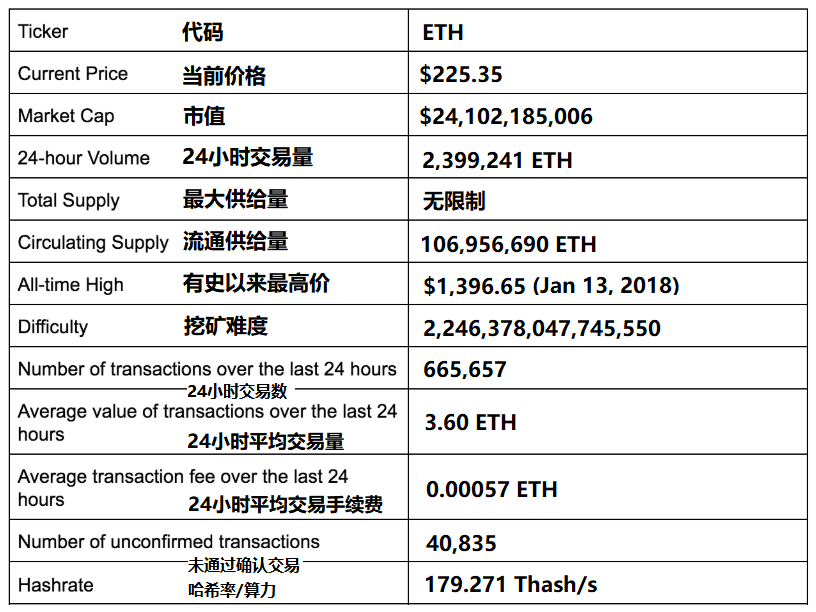 Ticker 代码 ETH
Current Price 当前价格 $225.35
Market Cap 市值 $24,102,185,006
24-hour Volume 24小时交易量 2,399,241 ETH
Total Supply 最大供给量 无限制
Circulating Supply 流通供给量 106,956,690 ETH
All-time High 有史以来最高价 $1,396.65 (Jan 13, 2018)
Difficulty 挖矿难度 2,246,378,047,745,550
Number of transactions over the last 24 hours 665,657
24小时交易数
Average value of transactions over the last 24
hours 24小时平均交易量 3.60 ETH
Average transaction fee over the last 24
hours 24小时平均交易手续费 0.00057 ETH
Number of unconfirmed transactions 40,835
未通过确认交易
Hashrate 哈希率/算力 179.271 Thash/s